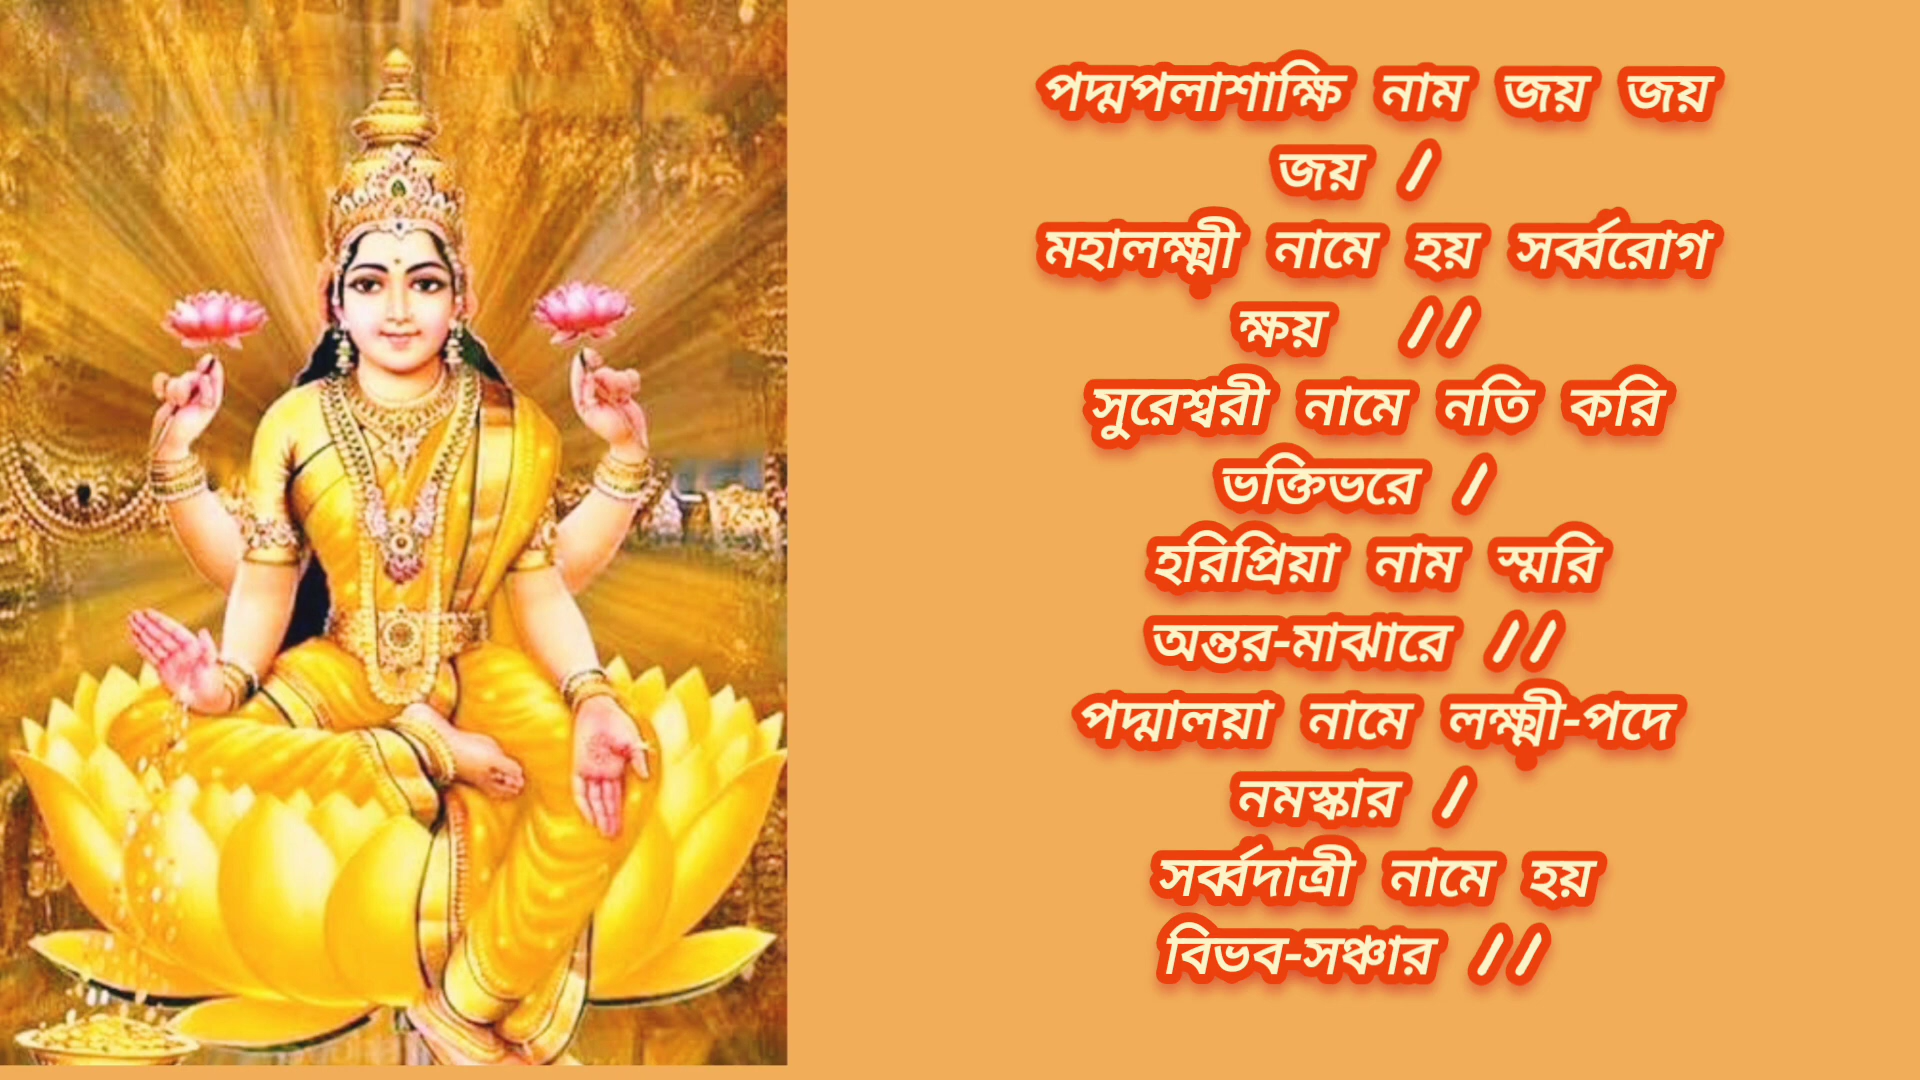 পদ্মপলাশাক্ষি নাম জয় জয়
জয় ।
মহালক্ষ্মী নামে হয় সর্ব্বরোগ
ক্ষয় ।।
সুরেশ্বরী নামে নতি করি
ভক্তিভরে ।
হরিপ্রিয়া নাম স্মরি
অন্তর-মাঝারে ।।
পদ্মালয়া নামে লক্ষ্মী-পদে
নমস্কার ।
সর্ব্বদাত্রী নামে হয়
বিভব-সঞ্চার ।।